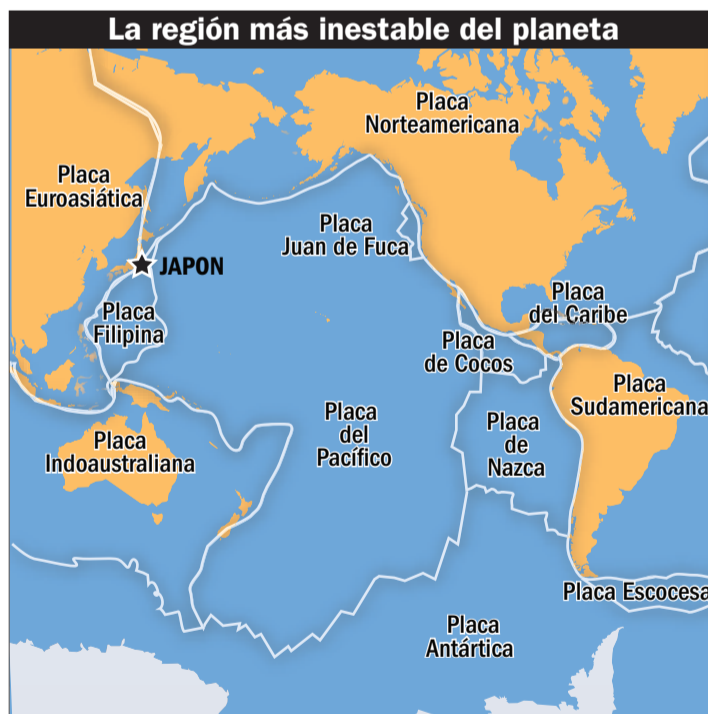 La región más inestable del planeta
Placa
Norteamericana
Placa
Euroasiática
Placa
Juan de Fuca
JAPON
Placa
Filipina
Placa
del Caribe
Placa
de Cocos
Placa
Sudamericana
Placa
Indoaustraliana
Placa
del
Pacífico
Placa
de
Nazca
Placa Escocesa
Placa
Antártica